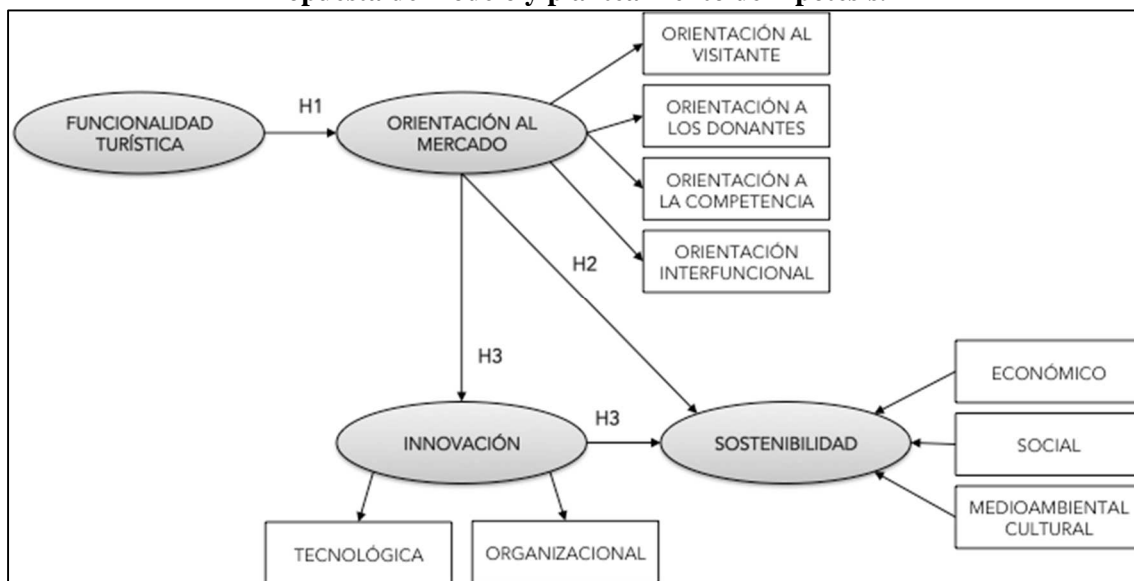 ORIENTACIÓN AL
VISITANTE
H1
FUNCIONALIDAD
TURÍSTICA
ORIENTACIÓN AL
MERCADO
ORIENTACIÓN A
LOS DONANTES
ORIENTACIÓN A
LA COMPETENCIA
ORIENTACIÓN
INTERFUNCIONAL
H2
H3
H3
INNOVACIÓN
SOSTENIBILIDAD
ECONÓMICO
SOCIAL
MEDIOAMBIENTAL
CULTURAL
TECNOLÓGICA
ORGANIZACIONAL